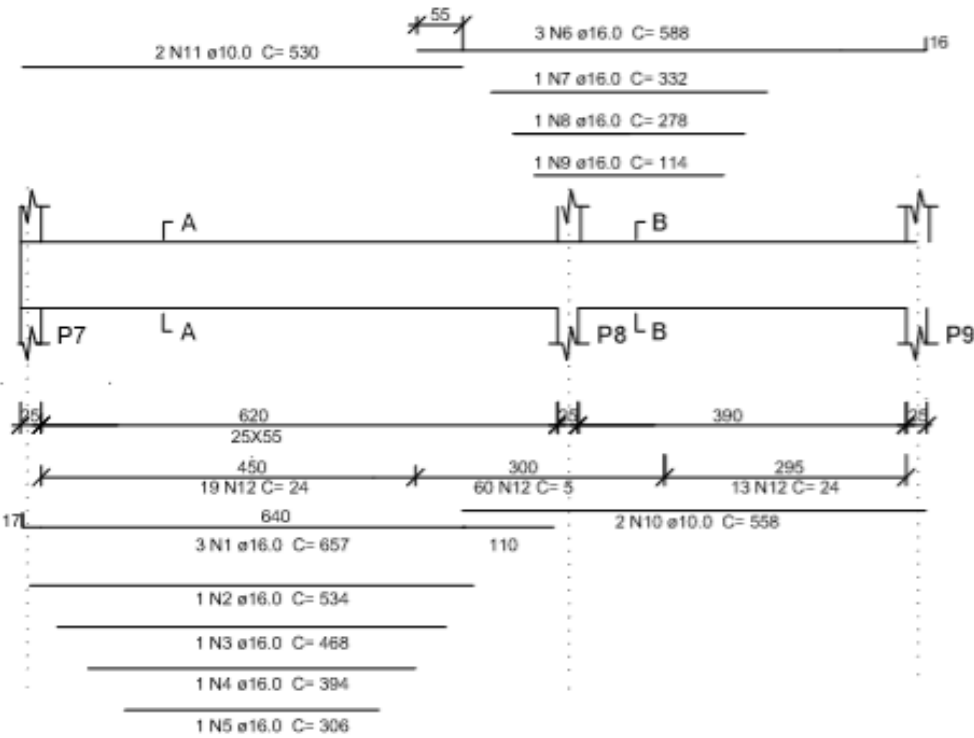 55
3 N6 ø16.0 C= 588
16
2 N11 ø10.0 C= 530
1 N7 ø16.0 C= 332
1 N8 ø16.0 C= 278
1 N9 ø16.0 C= 114
A
B
P7
A
P8
B
P9
25
620
25
390
25
25X55
450
300
295
19 N12 C= 24
60 N12 C= 5
13 N12 C= 24
17
640
2 N10 ø10.0 C= 558
3 N1 ø16.0 C= 657
110
1 N2 ø16.0 C= 534
1 N3 ø16.0 C= 468
1 N4 ø16.0 C= 394
1 N5 ø16.0 C= 306